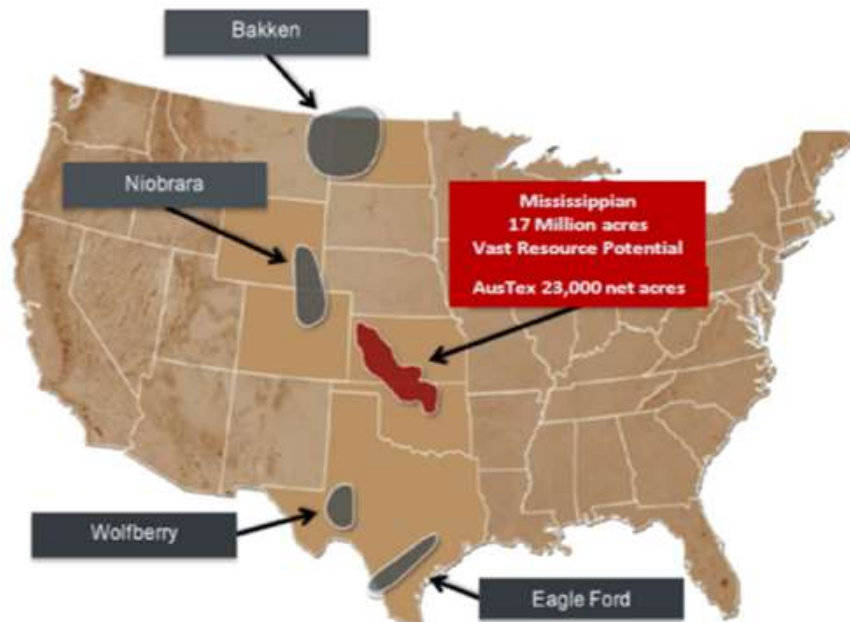 Bakken
Niobrara
Mississippian
17 Million acres
Vast Resource Potential
AusTex 23,000 net acres
Wolfberry
Eagle Ford